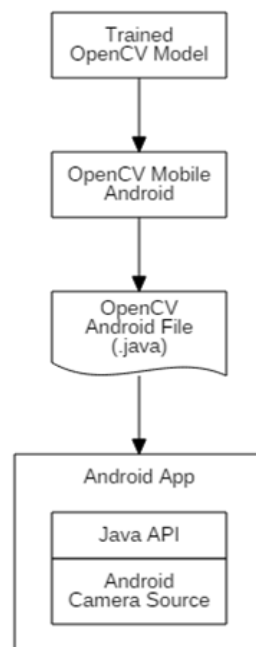 Trained
OpenCV Model
OpenCV Mobile
Android
OpenCV
Android File
(.java)
Android App
Java API
Android
Camera Source